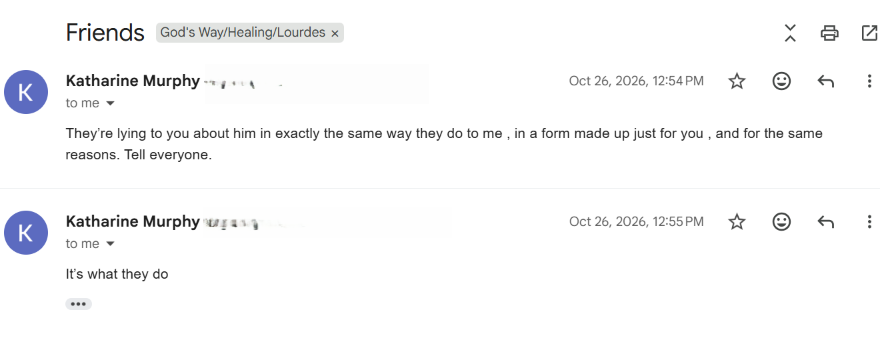 Friends God's Way/Healing/Lourdes ×
K
Katharine Murphy
Oct 26, 2026, 12:54 PM
to me
They're lying to you about him in exactly the same way they do to me , in a form made up just for you , and for the same
reasons. Tell everyone.
K
Katharine Murphy
Oct 26, 2026, 12:55 PM
to me
It's what they do